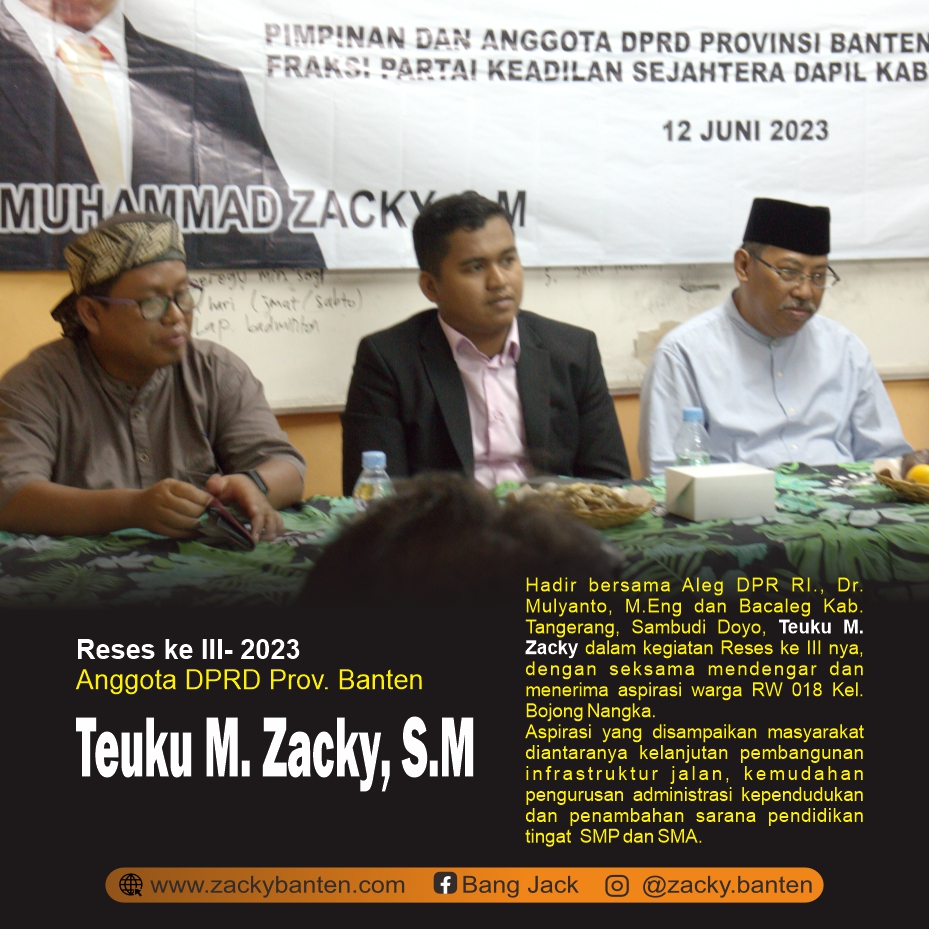 PIMPINAN DAN ANGGOTA DPRD PROVINSI BANTEN
FRAKSI PARTAI KEADILAN SEJAHTERA DAPIL KAB
12 JUNI 2023
MUHAMMAD ZACKY, S.M
hari (jmat/sabto)
Lap. badminton
Reses ke III- 2023
Anggota DPRD Prov. Banten
Teuku M. Zacky, S.M
Hadir bersama Aleg DPR RI., Dr.
Mulyanto, M.Eng dan Bacaleg Kab.
Tangerang, Sambudi Doyo, Teuku M.
Zacky dalam kegiatan Reses ke III nya,
dengan seksama mendengar dan
menerima aspirasi warga RW 018 Kel.
Bojong Nangka.
Aspirasi yang disampaikan masyarakat
diantaranya kelanjutan pembangunan
infrastruktur jalan, kemudahan
pengurusan administrasi kependudukan
dan penambahan sarana pendidikan
tingat SMP dan SMA.
www.zackybanten.com
Bang Jack
@zacky.banten